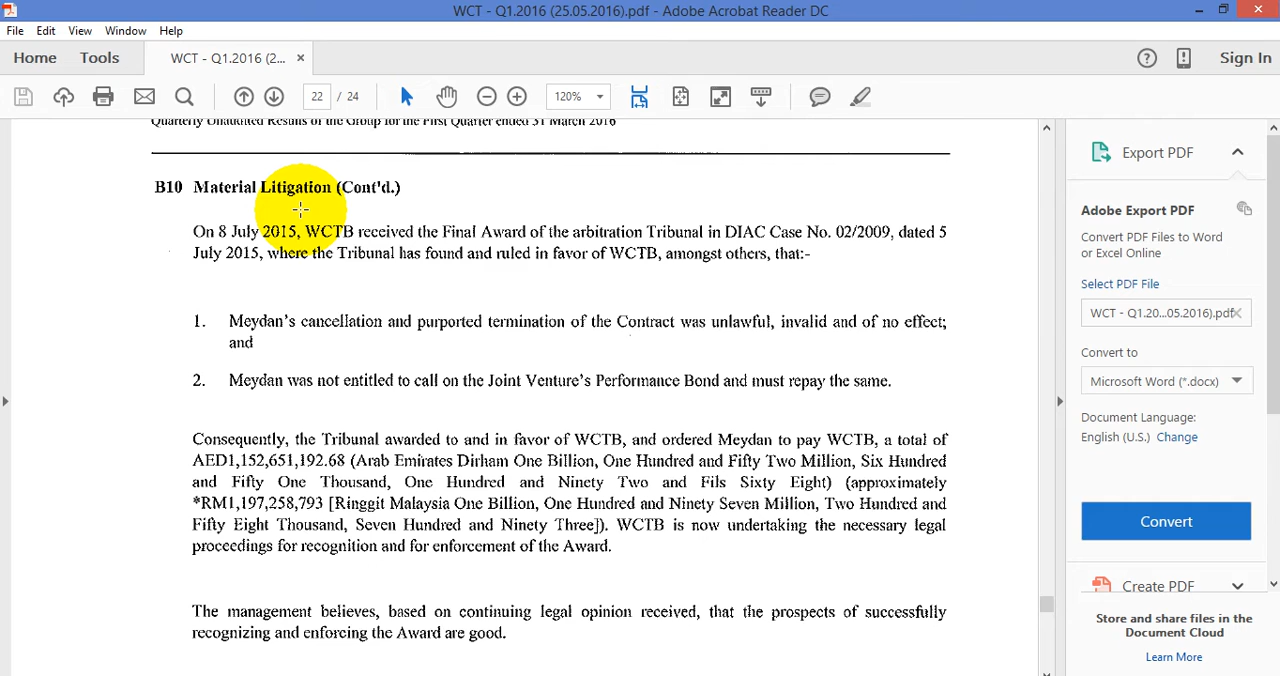 WCT - Q1.2016 (25.05.2016).pdf - Adobe Acrobat Reader DC
File Edit View Window Help
Home Tools WCT - Q1.2016 (2... × Sign In
22 / 24 120%
Quarterly Unaudited Results of the Group for the First Quarter ended 31 March 2016
B10 Material Litigation (Cont'd.)
On 8 July 2015, WCTB received the Final Award of the arbitration Tribunal in DIAC Case No. 02/2009, dated 5
July 2015, where the Tribunal has found and ruled in favor of WCTB, amongst others, that:-
1. Meydan's cancellation and purported termination of the Contract was unlawful, invalid and of no effect;
and
2. Meydan was not entitled to call on the Joint Venture's Performance Bond and must repay the same.
Consequently, the Tribunal awarded to and in favor of WCTB, and ordered Meydan to pay WCTB, a total of
AED1,152,651,192.68 (Arab Emirates Dirham One Billion, One Hundred and Fifty Two Million, Six Hundred
and Fifty One Thousand, One Hundred and Ninety Two and Fils Sixty Eight) (approximately
*RM1,197,258,793 [Ringgit Malaysia One Billion, One Hundred and Ninety Seven Million, Two Hundred and
Fifty Eight Thousand, Seven Hundred and Ninety Three]). WCTB is now undertaking the necessary legal
proceedings for recognition and for enforcement of the Award.
The management believes, based on continuing legal opinion received, that the prospects of successfully
recognizing and enforcing the Award are good.
Export PDF
Adobe Export PDF
Convert PDF Files to Word
or Excel Online
Select PDF File
WCT - Q1.20...05.2016).pdf
Convert to
Microsoft Word (*.docx)
Document Language:
English (U.S.) Change
Convert
Create PDF
Store and share files in the
Document Cloud
Learn More